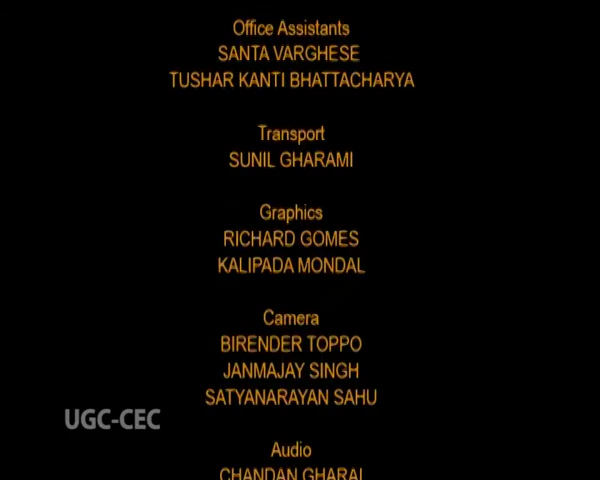 Office Assistants
SANTA VARGHESE
TUSHAR KANTI BHATTACHARYA
Transport
SUNIL GHARAMI
Graphics
RICHARD GOMES
KALIPADA MONDAL
Camera
BIRENDER TOPPO
JANMAJAY SINGH
SATYANARAYAN SAHU
UGC-CEC
Audio
CHANDAN